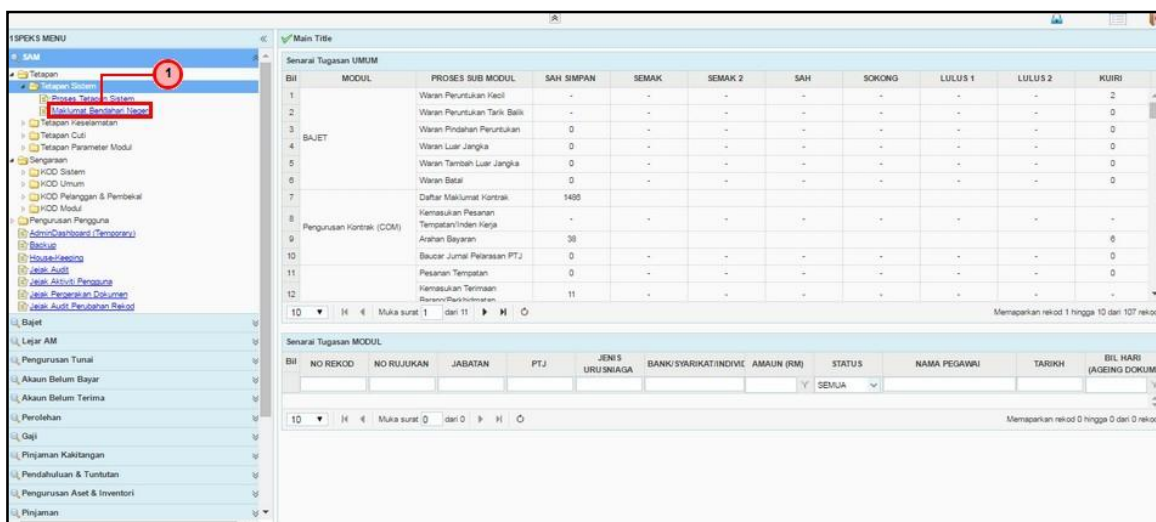 1SPEKS MENU
SAM
Tetapan
Tetapan Sistem
Proses Tetapan Sistem
Maklumat Bendahari Negeri
Tetapan Keselamatan
Tetapan Cuti
Tetapan Parameter Modul
Sengaraan
KOD Sistem
KOD Umum
KOD Pelanggan & Pembekal
KOD Modul
Pengurusan Pengguna
AdminDashboard (Temporary)
Backup
House-Keeping
Jejak Audit
Jejak Aktiviti Pengguna
Jejak Pergerakan Dokumen
Jejak Audit Perubahan Rekod
Bajet
Lejar AM
Pengurusan Tunai
Akaun Belum Bayar
Akaun Belum Terima
Perolehan
Gaji
Pinjaman Kakitangan
Pendahuluan & Tuntutan
Pengurusan Aset & Inventori
Pinjaman
1
Main Title
Senarai Tugasan UMUM
Bil MODUL PROSES SUB MODUL SAH SIMPAN SEMAK SEMAK 2 SAH SOKONG LULUS 1 LULUS 2 KUIRI
1 Waran Peruntukan Kecil - - - - - - - 2
2 Waran Peruntukan Tarik Balik - - - - - - - 0
BAJET
3 Waran Pindahan Peruntukan 0 - - - - - - 0
4 Waran Luar Jangka 0 - - - - - - 0
5 Waran Tambah Luar Jangka 0 - - - - - - 0
6 Waran Batal 0 - - - - - - 0
7 Daftar Maklumat Kontrak 1486
Pengurusan Kontrak (COM)
8 Kemasukan Pesanan
Tempatan/Inden Kerja - - - - - - - -
9 Arahan Bayaran 38 6
10 Baucar Jurnal Pelarasan PTJ 0 - - - - - - 0
11 Pesanan Tempatan 0 - - - - - - 0
12 Kemasukan Terimaan
Barang/Perkhidmatan 11 - - - - - - -
10 Muka surat 1 dari 11 Memaparkan rekod 1 hingga 10 dari 107 rekod
Senarai Tugasan MODUL
Bil NO REKOD NO RUJUKAN JABATAN PTJ JENIS URUSNIAGA BANK/SYARIKAT/INDIVID AMAUN (RM) STATUS NAMA PEGAWAI TARIKH BIL HARI (AGEING DOKUM
SEMUA
10 Muka surat 0 dari 0 Memaparkan rekod 0 hingga 0 dari 0 rekod